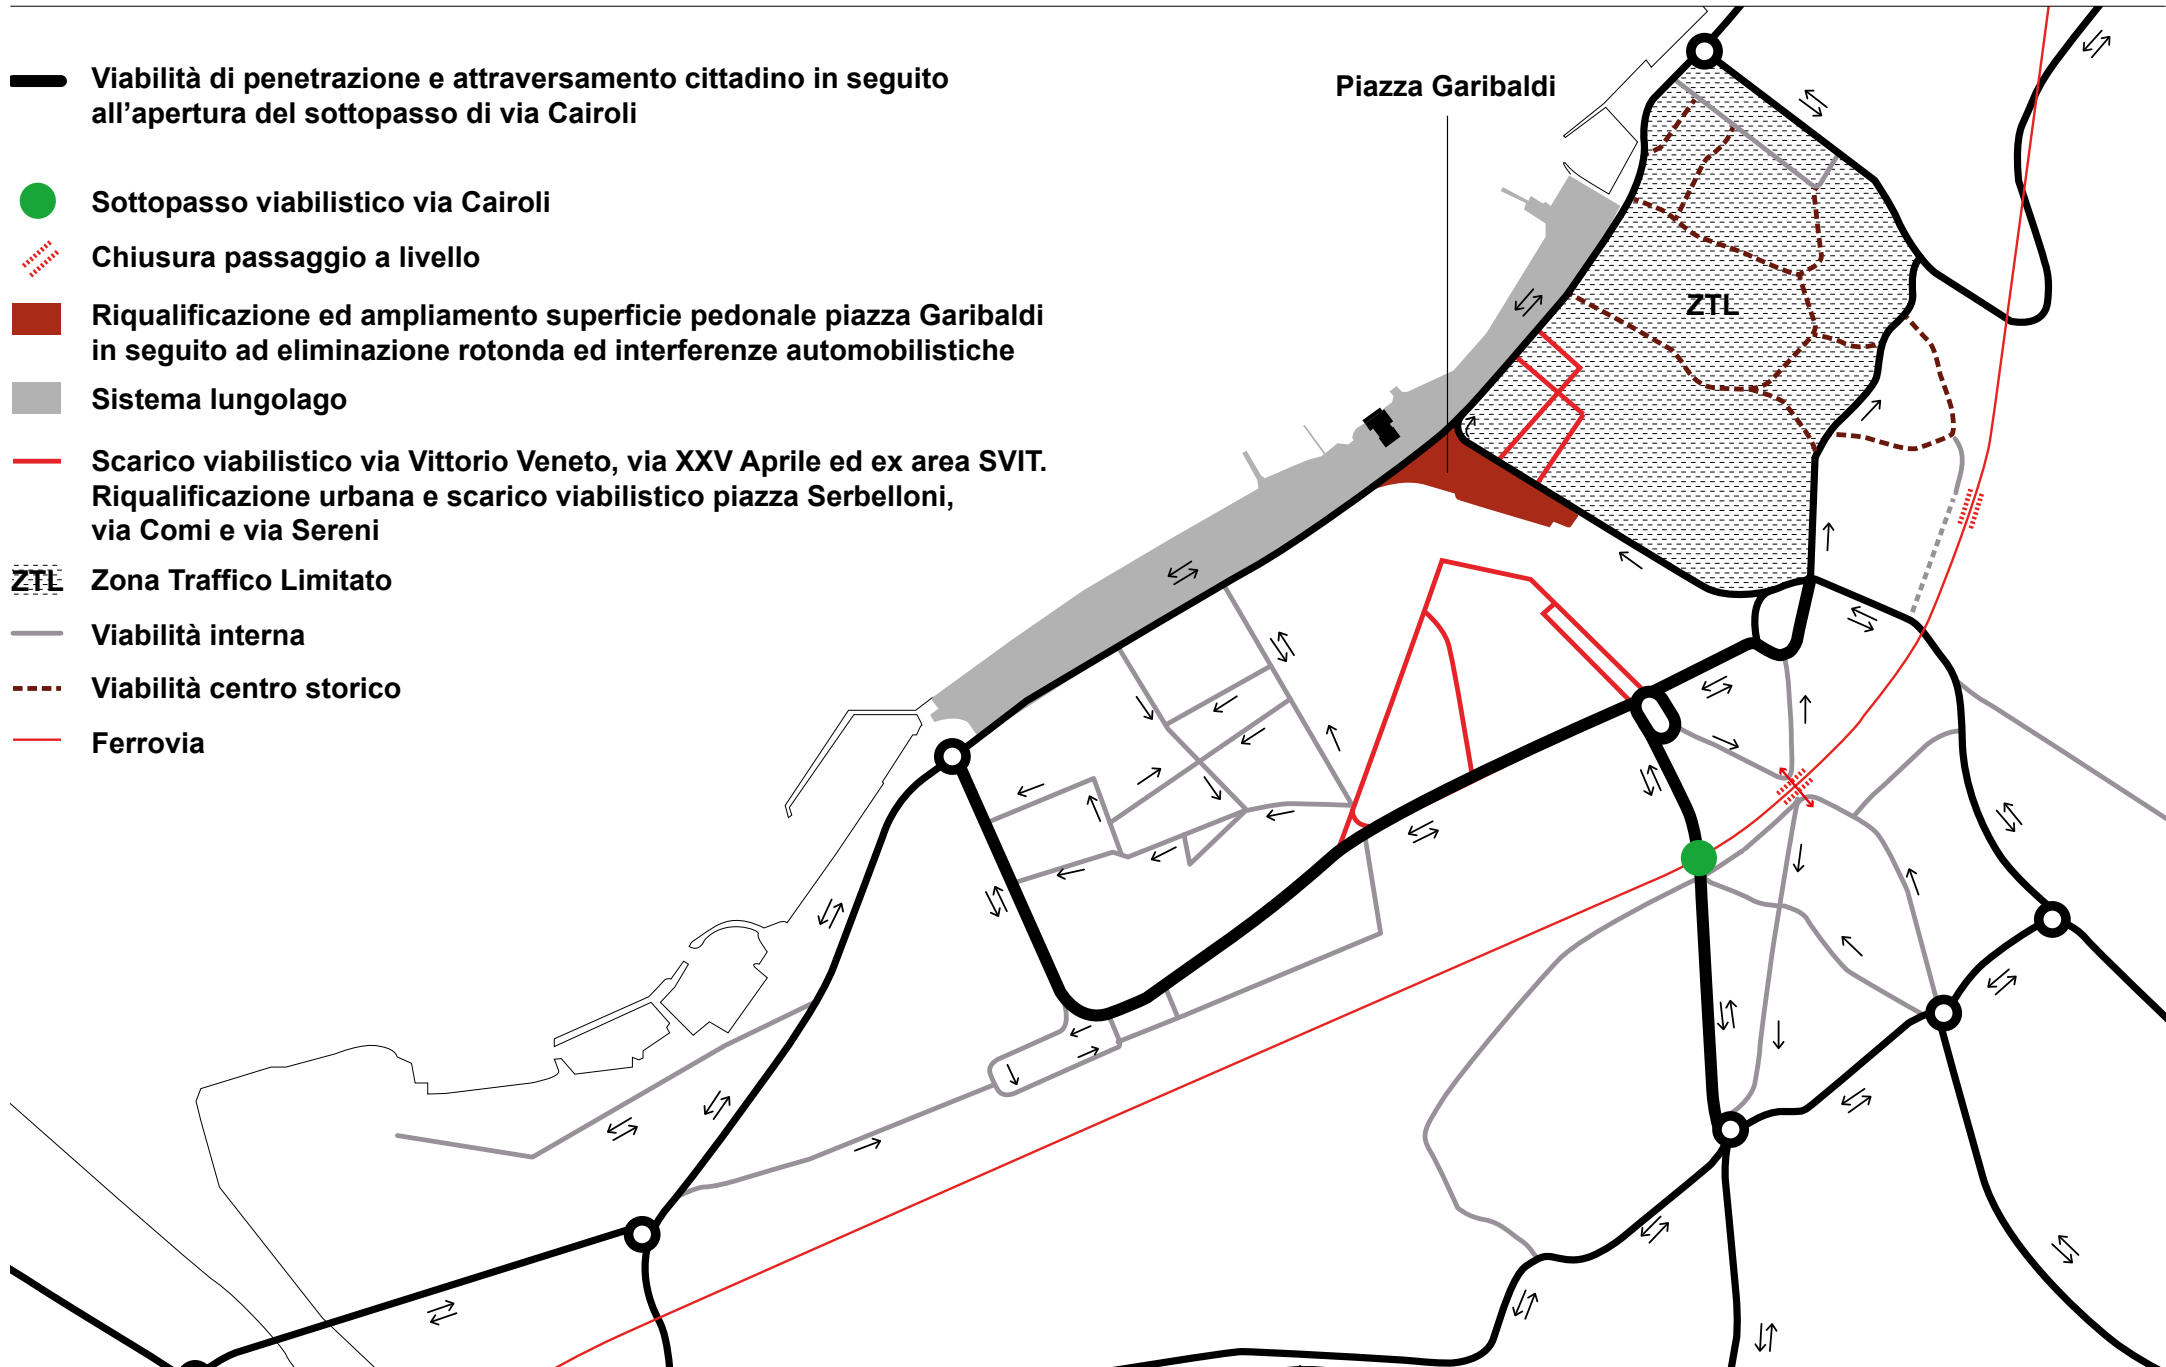 Viabilità di penetrazione e attraversamento cittadino in seguito
all’apertura del sottopasso di via Cairoli
Piazza Garibaldi
Sottopasso viabilistico via Cairoli
Chiusura passaggio a livello
Riqualificazione ed ampliamento superficie pedonale piazza Garibaldi
in seguito ad eliminazione rotonda ed interferenze automobilistiche
ZTL
Sistema lungolago
Scarico viabilistico via Vittorio Veneto, via XXV Aprile ed ex area SVIT.
Riqualificazione urbana e scarico viabilistico piazza Serbelloni,
via Comi e via Sereni
ZTL Zona Traffico Limitato
Viabilità interna
Viabilità centro storico
Ferrovia